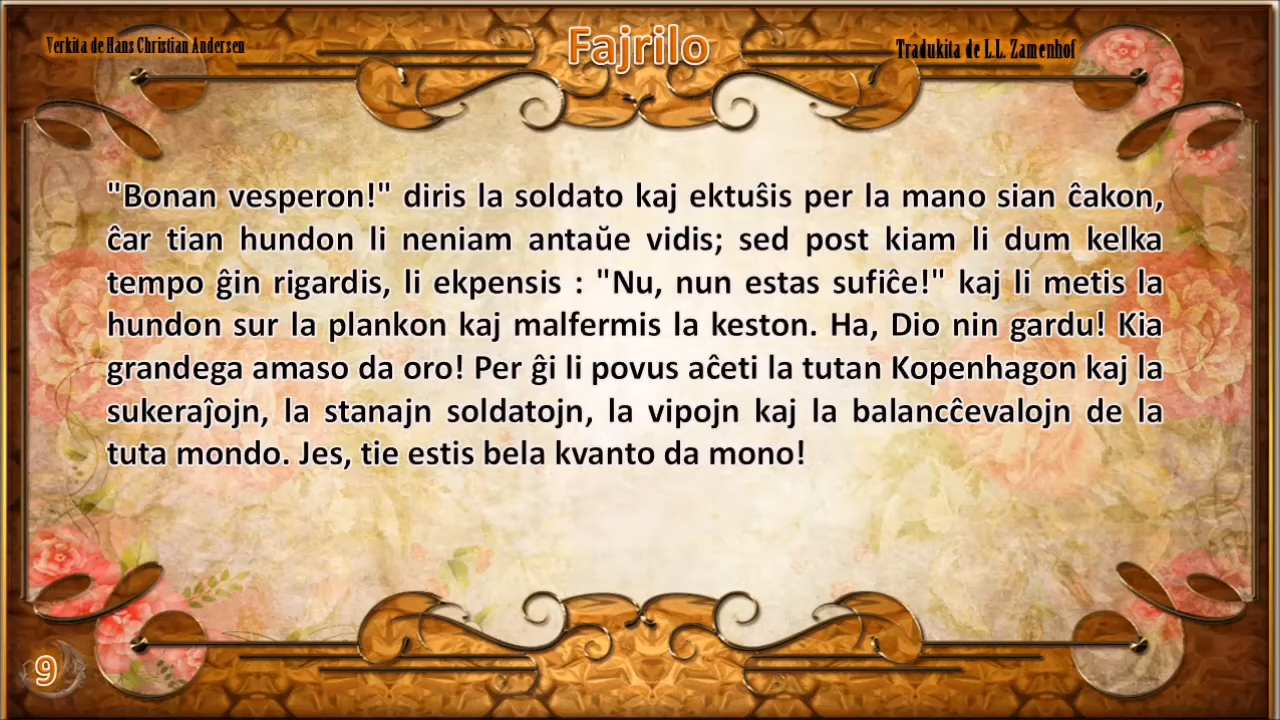 Verkita de Hans Christian Andersen
Fajrilo
Tradukita de L.L. Zamenhof
"Bonan vesperon!" diris la soldato kaj ektuŝis per la mano sian ĉakon,
ĉar tian hundon li neniam antaŭe vidis; sed post kiam li dum kelka
tempo ĝin rigardis, li ekpensis : "Nu, nun estas sufiĉe!" kaj li metis la
hundon sur la plankon kaj malfermis la keston. Ha, Dio nin gardu! Kia
grandega amaso da oro! Per ĝi li povus aĉeti la tutan Kopenhagon kaj la
sukeraĵojn, la stanajn soldatojn, la vipojn kaj la balancĉevalojn de la
tuta mondo. Jes, tie estis bela kvanto da mono!
9